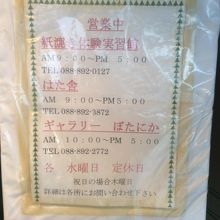 営業中
紙漉き体験実習館
AM 9:00～PM 5:00
TEL 088-892-0127
はた舎
AM 9:00～PM5:00
TEL 088-892-3872
ギャラリー ぼたにか
AM 10:00～PM 5:00
TEL 088-892-2772
各 水曜日 定休日
祝日の場合木曜日
詳細は各所にお問い合わせ下さい